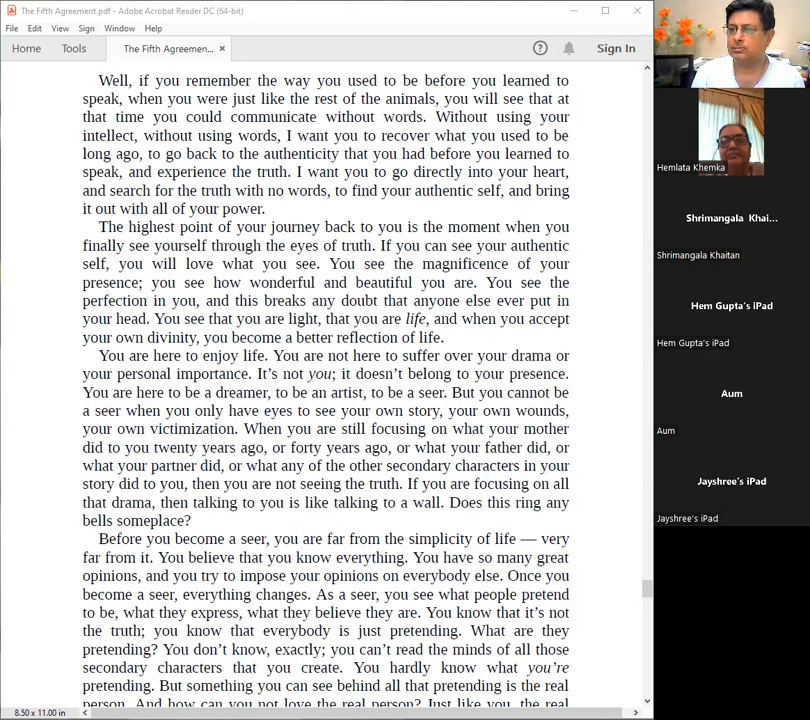 The Fifth Agreement.pdf - Adobe Acrobat Reader DC (64-bit)
File Edit View Sign Window Help
Home Tools The Fifth Agreemen... × ? Sign In
Well, if you remember the way you used to be before you learned to
speak, when you were just like the rest of the animals, you will see that at
that time you could communicate without words. Without using your
intellect, without using words, I want you to recover what you used to be
long ago, to go back to the authenticity that you had before you learned to
speak, and experience the truth. I want you to go directly into your heart,
and search for the truth with no words, to find your authentic self, and bring
it out with all of your power.
The highest point of your journey back to you is the moment when you
finally see yourself through the eyes of truth. If you can see your authentic
self, you will love what you see. You see the magnificence of your
presence; you see how wonderful and beautiful you are. You see the
perfection in you, and this breaks any doubt that anyone else ever put in
your head. You see that you are light, that you are life, and when you accept
your own divinity, you become a better reflection of life.
You are here to enjoy life. You are not here to suffer over your drama or
your personal importance. It's not you; it doesn't belong to your presence.
You are here to be a dreamer, to be an artist, to be a seer. But you cannot be
a seer when you only have eyes to see your own story, your own wounds,
your own victimization. When you are still focusing on what your mother
did to you twenty years ago, or forty years ago, or what your father did, or
what your partner did, or what any of the other secondary characters in your
story did to you, then you are not seeing the truth. If you are focusing on all
that drama, then talking to you is like talking to a wall. Does this ring any
bells someplace?
Before you become a seer, you are far from the simplicity of life — very
far from it. You believe that you know everything. You have so many great
opinions, and you try to impose your opinions on everybody else. Once you
become a seer, everything changes. As a seer, you see what people pretend
to be, what they express, what they believe they are. You know that it's not
the truth; you know that everybody is just pretending. What are they
pretending? You don't know, exactly; you can't read the minds of all those
secondary characters that you create. You hardly know what you're
pretending. But something you can see behind all that pretending is the real
person. And how can you not love the real person? Just like you, the real
8.50 x 11.00 in
Hemlata Khemka
Shrimangala Khai...
Shrimangala Khaitan
Hem Gupta's iPad
Hem Gupta's iPad
Aum
Aum
Jayshree's iPad
Jayshree's iPad